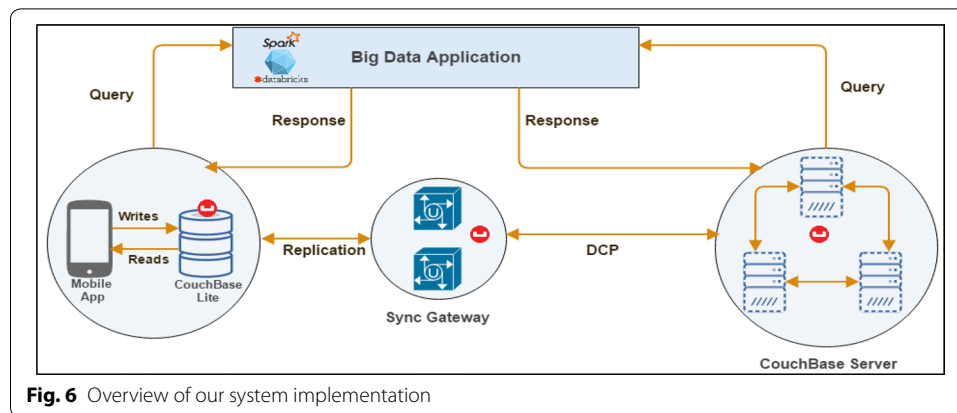 Spark
databricks
Big Data Application
Query
Response
Response
Query
Writes
Reads
Mobile
App
CouchBase
Lite
Replication
U
U
Sync Gateway
DCP
CouchBase Server
Fig. 6 Overview of our system implementation